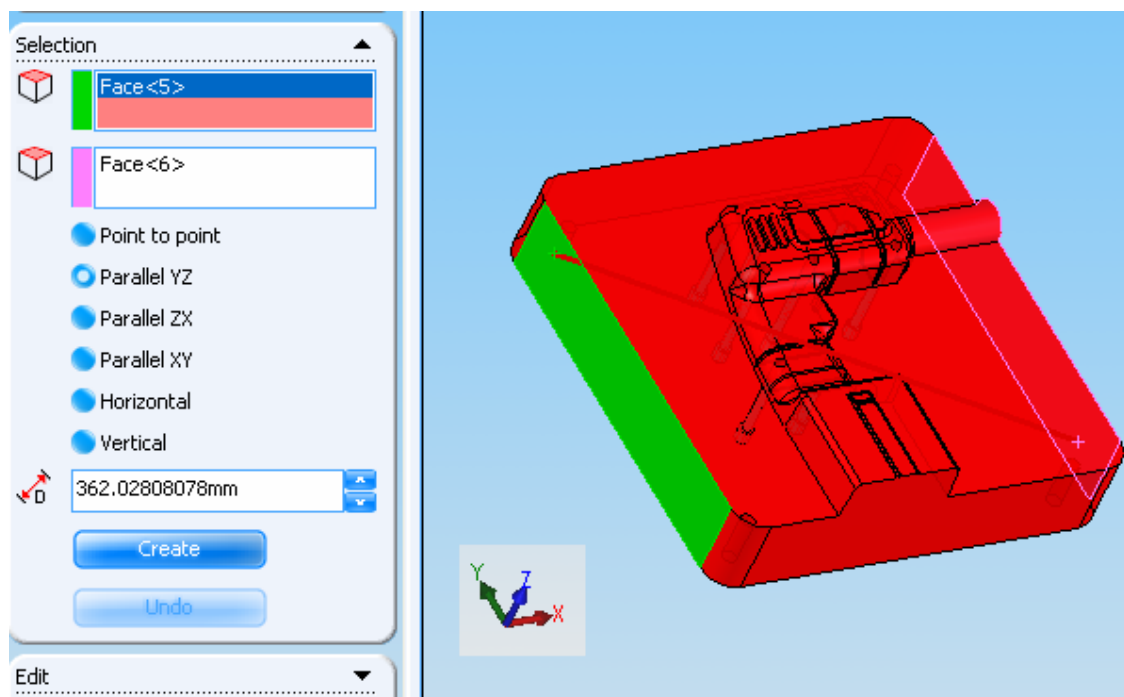 Selection
Face<5>
Face<6>
Point to point
Parallel YZ
Parallel ZX
Parallel XY
Horizontal
Vertical
D
362.02808078mm
Create
Undo
Edit
Y
Z
X